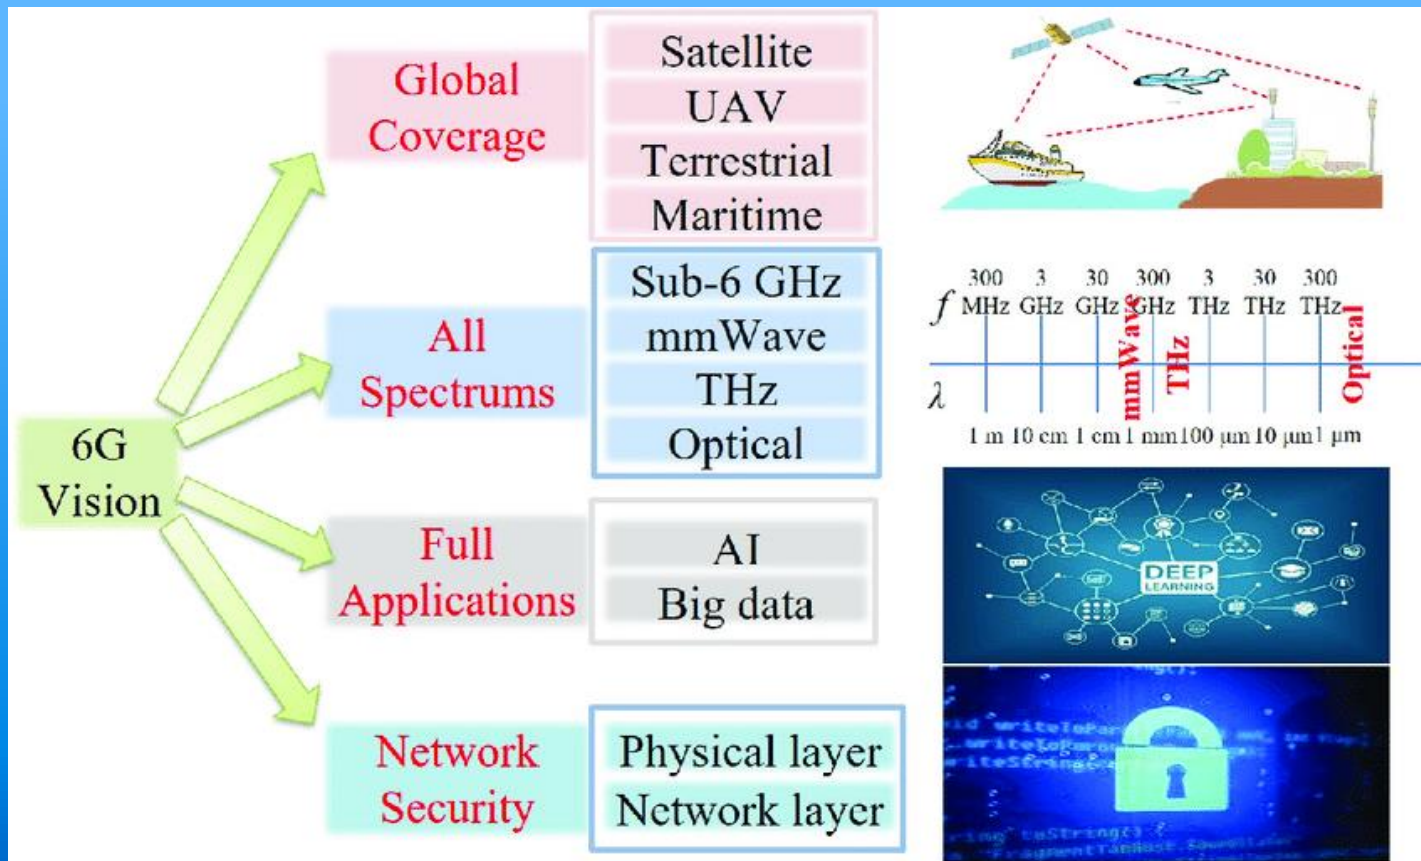 6G
Vision
Global
Coverage
Satellite
UAV
Terrestrial
Maritime
All
Spectrums
Sub-6 GHz
mmWave
THz
Optical
Full
Applications
AI
Big data
Network
Security
Physical layer
Network layer
300 3 30 300 3 30 300
f MHz GHz GHz GHz THz THz THz
mmWave
THz
Optical
λ
1 m 10 cm 1 cm 1 mm 100 μm 10 μm 1 μm
DEEP
LEARNING